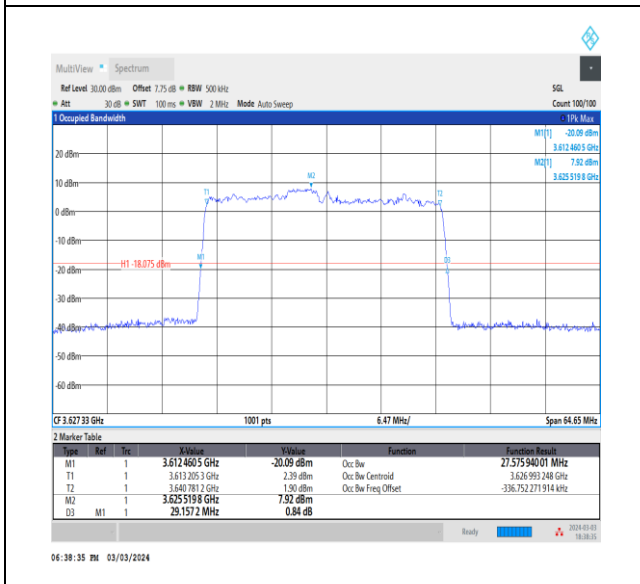 MultiView Spectrum
Ref Level 30.00 dBm Offset 7.75 dB RBW 500 kHz SGL
Att 30 dB SWT 100 ms VBW 2 MHz Mode Auto Sweep Count 100/100
1 Occupied Bandwidth 1Pk Max
M1[1] -20.09 dBm
3.612 460 5 GHz
M2[1] 7.92 dBm
3.625 519 8 GHz
20 dBm
M2
10 dBm
T1 T2
0 dBm
-10 dBm
M1 D3
H1 -18.075 dBm
-20 dBm
-30 dBm
-40 dBm
-50 dBm
-60 dBm
CF 3.627 33 GHz 1001 pts 6.47 MHz/ Span 64.65 MHz
2 Marker Table
Type Ref Trc X-Value Y-Value Function Function Result
M1 1 3.612 460 5 GHz -20.09 dBm Occ Bw 27.575 940 01 MHz
T1 1 3.613 205 3 GHz 2.39 dBm Occ Bw Centroid 3.626 993 248 GHz
T2 1 3.640 781 2 GHz 1.90 dBm Occ Bw Freq Offset -336.752 271 914 kHz
M2 1 3.625 519 8 GHz 7.92 dBm
D3 M1 1 29.157 2 MHz 0.84 dB
Ready 2024-03-03
18:38:35
06:38:35 PM 03/03/2024